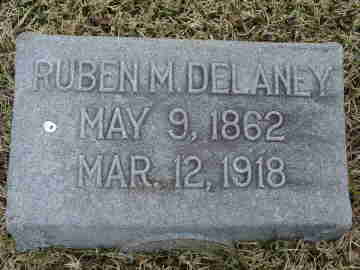 RUBEN M. DELANEY
MAY 9, 1862
MAR. 12, 1918